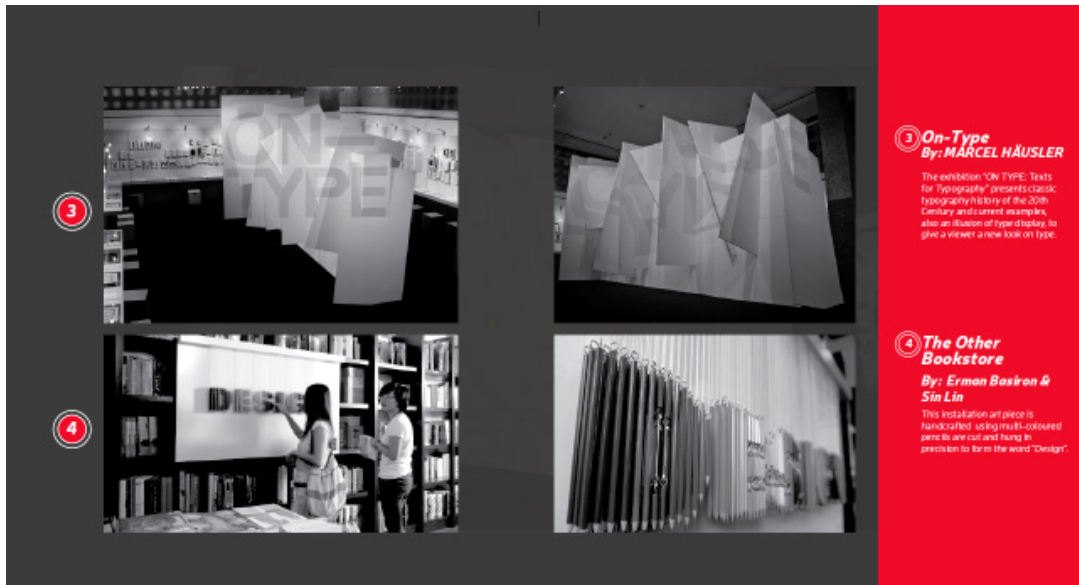 ON-
TYPE
3
DESIG
4
3
On-Type
By: MARCEL HÄUSLER
The exhibition "ON TYPE: Texts
for Typography" presents classic
typography history of the 20th
Century and current examples,
also an illusion of type display, to
give a viewer a new look on type.
4
The Other
Bookstore
By: Erman Basiron &
Sin Lin
This installation art piece is
handcrafted using multi-coloured
pencils are cut and hung in
precision to form the word "Design".